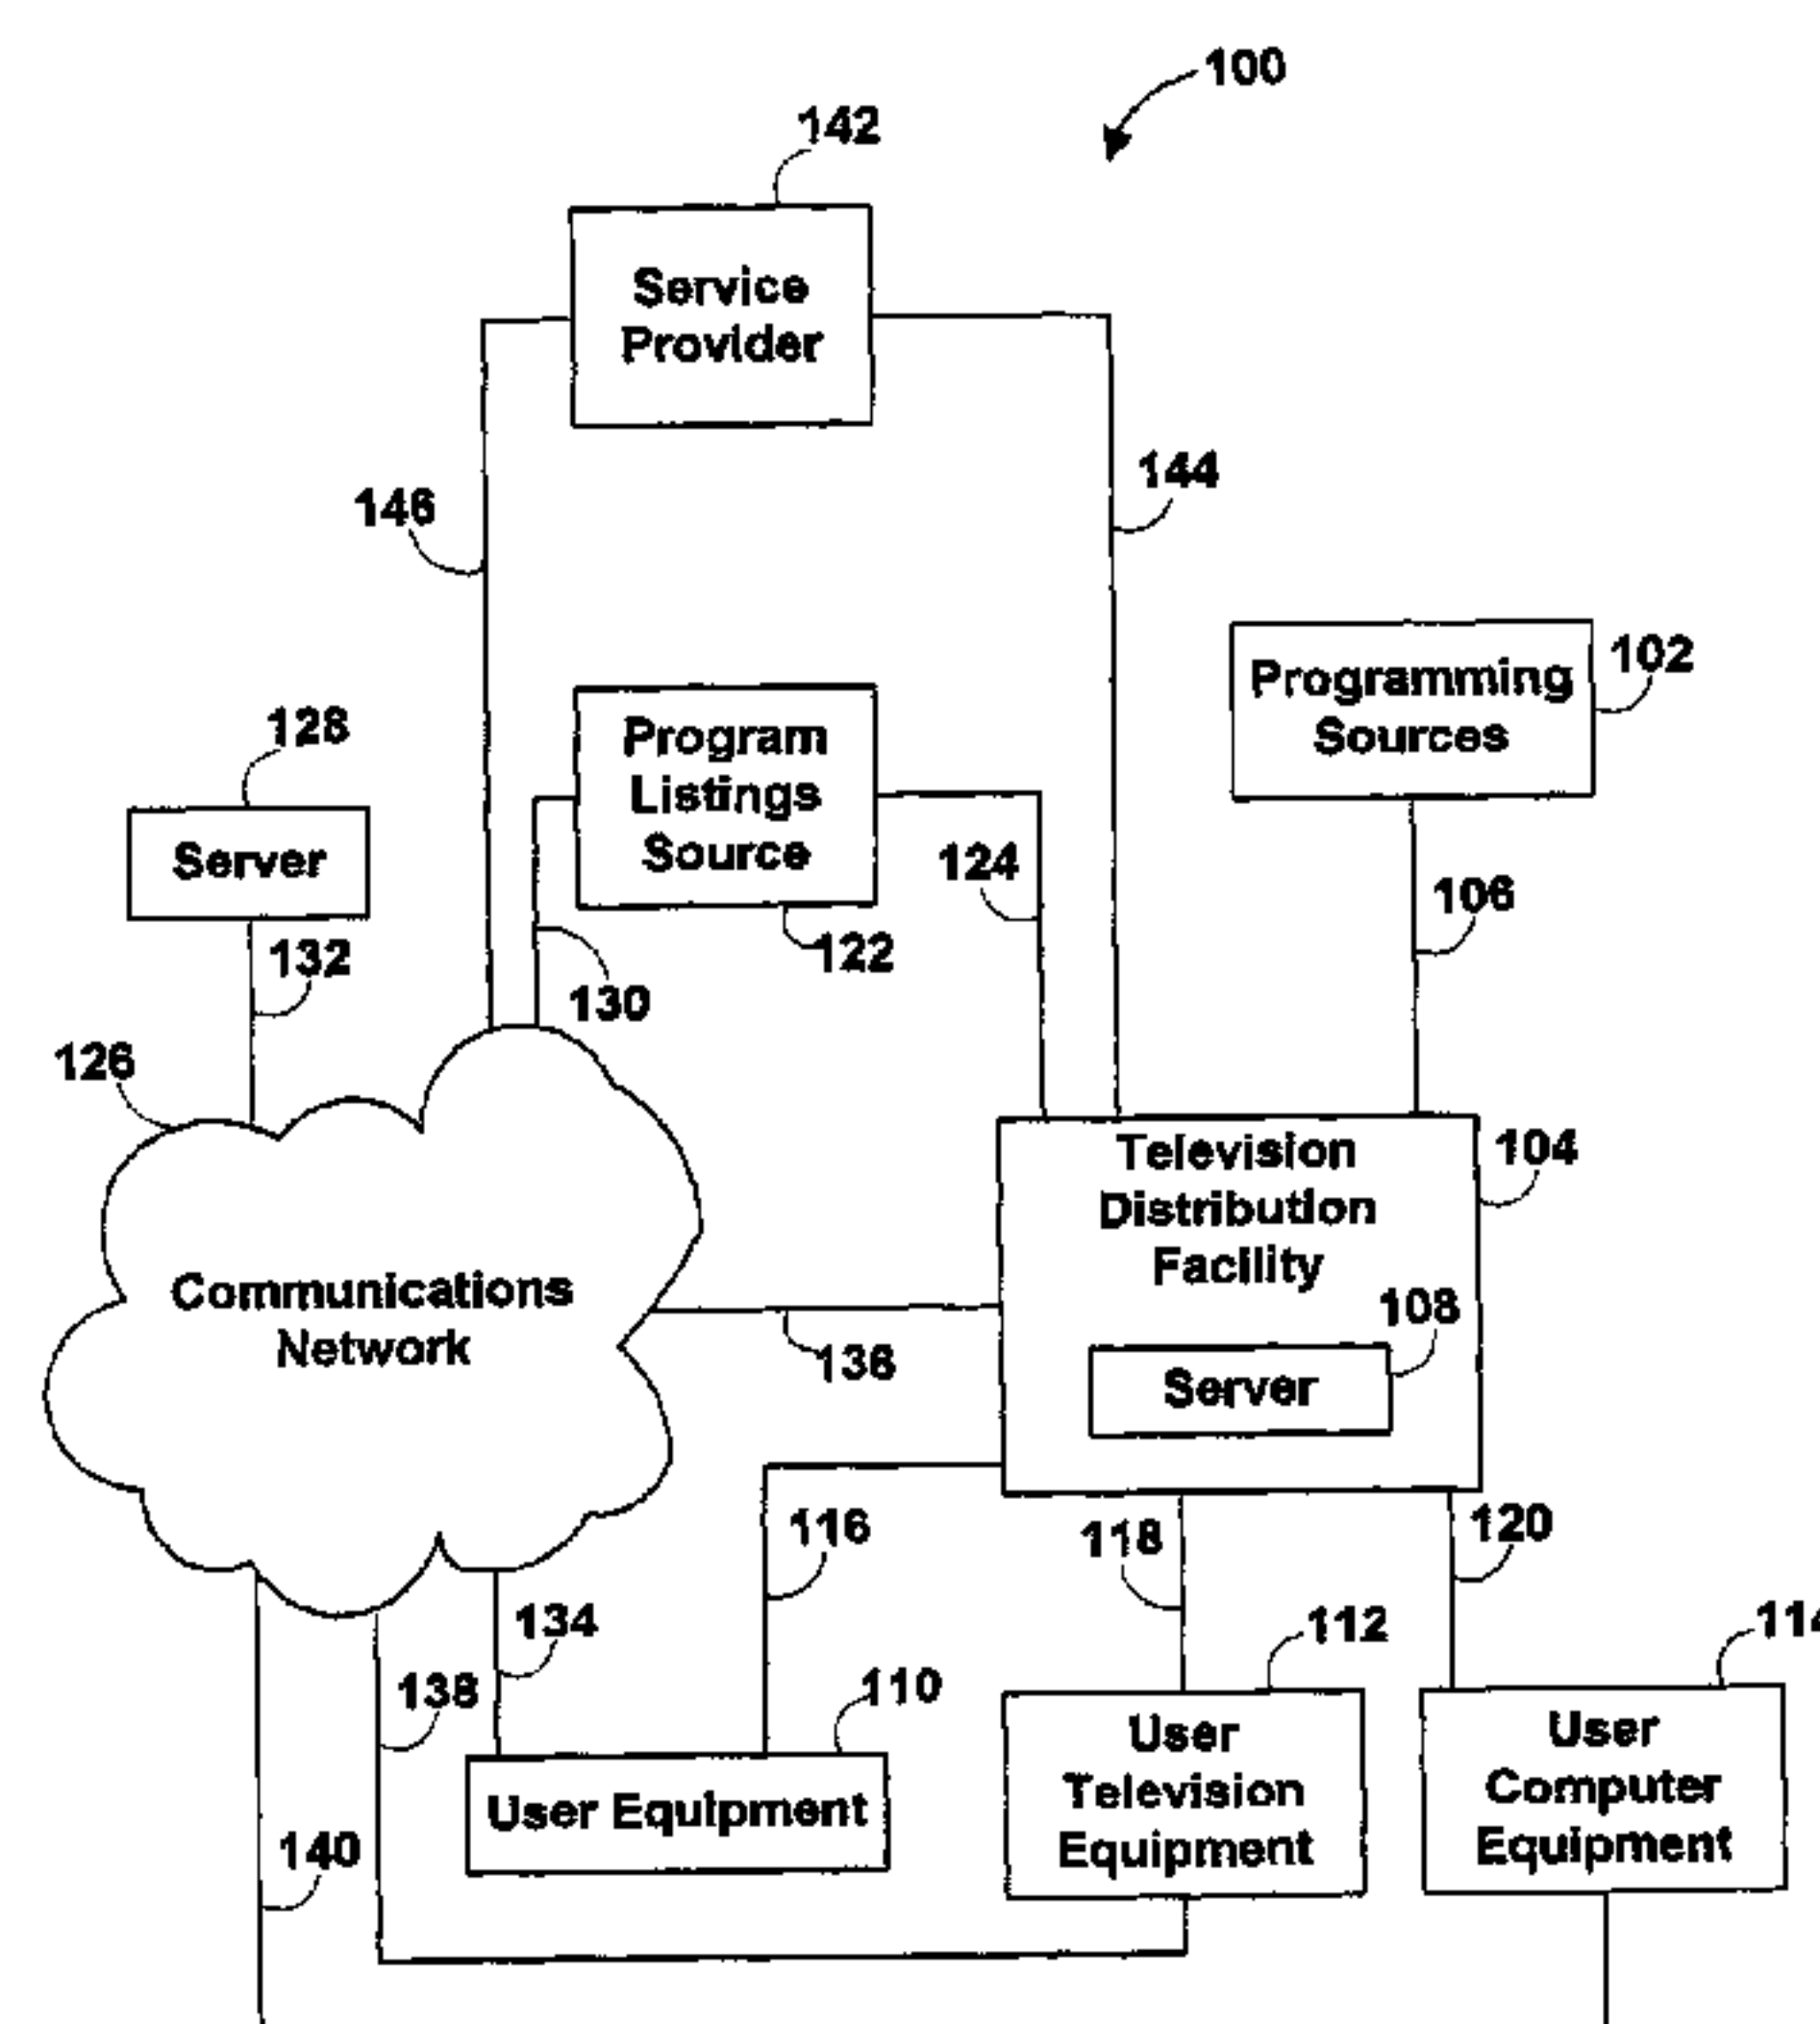 100
142
Service
Provider
146
144
Programming
Sources
102
128
Program
Listings
Source
Server
124
106
122
132
130
126
Television
Distribution
Facility
104
Communications
Network
108
136
Server
116
118
120
134
112
114
138
110
User
Television
Equipment
User
Computer
Equipment
User Equipment
140